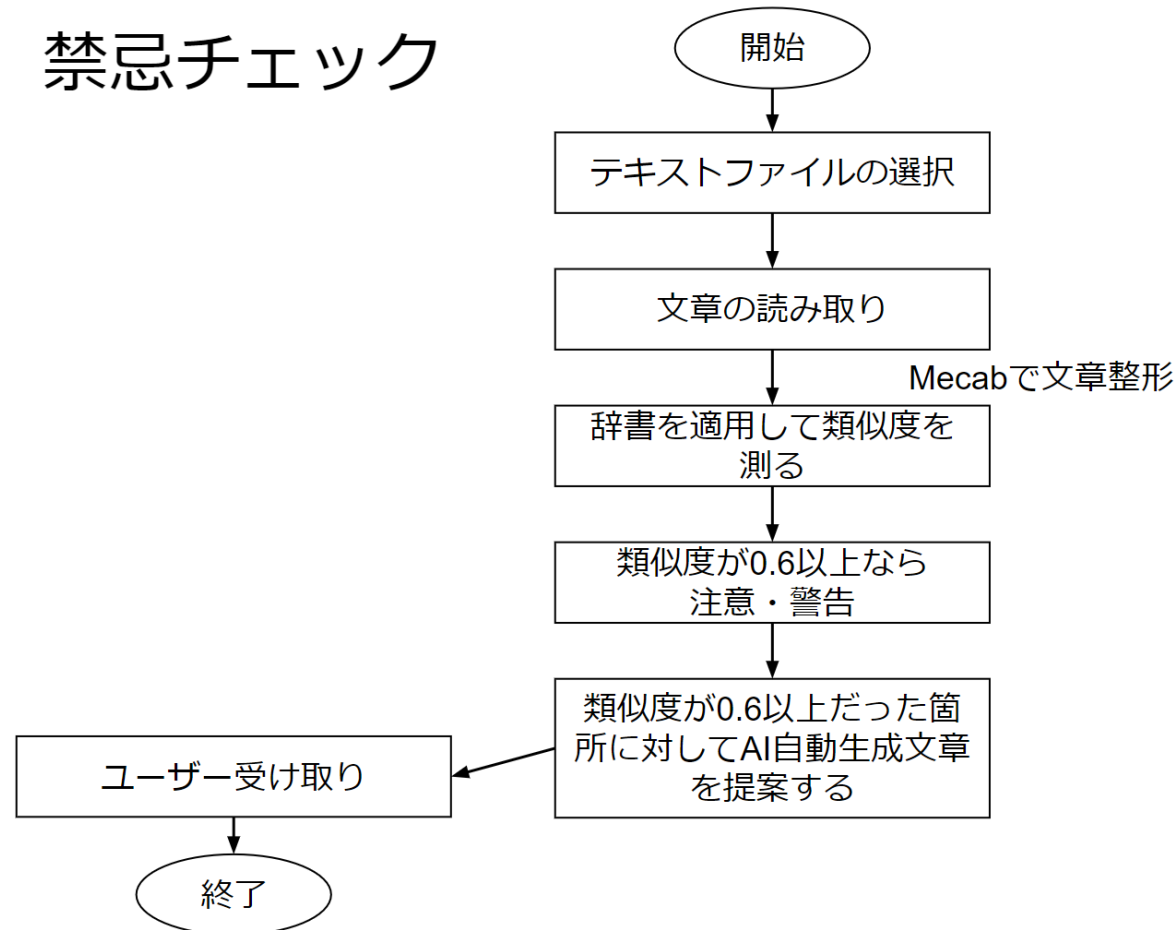 禁忌チェック
開始
テキストファイルの選択
文章の読み取り
Mecabで文章整形
辞書を適用して類似度を
測る
類似度が0.6以上なら
注意・警告
類似度が0.6以上だった箇
所に対してAI自動生成文章
を提案する
ユーザー受け取り
終了